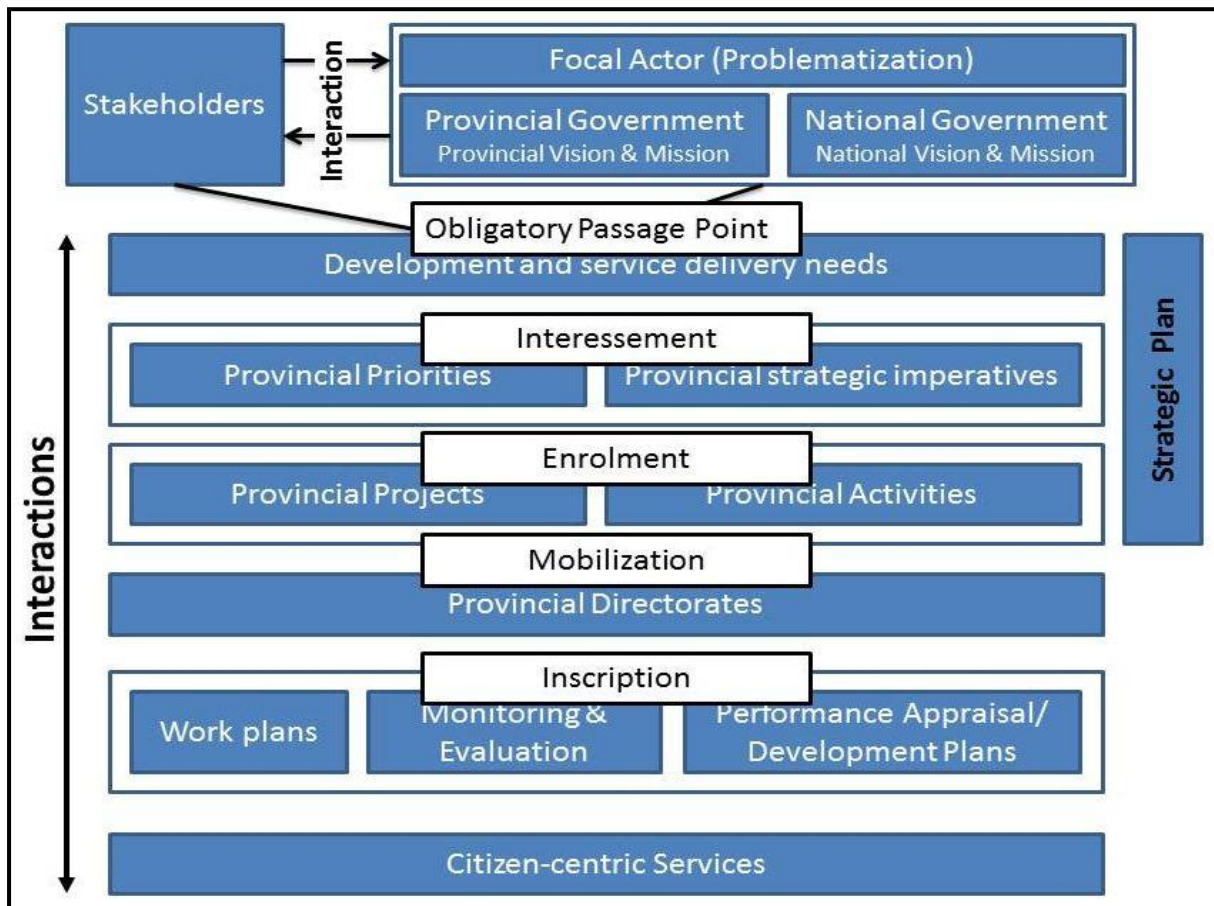 Stakeholders
Interaction
Focal Actor (Problematization)
Provincial Government
Provincial Vision & Mission
National Government
National Vision & Mission
Obligatory Passage Point
Development and service delivery needs
Interessement
Provincial Priorities
Provincial strategic imperatives
Enrolment
Provincial Projects
Provincial Activities
Mobilization
Provincial Directorates
Inscription
Work plans
Monitoring &
Evaluation
Performance Appraisal/
Development Plans
Citizen-centric Services
Interactions
Strategic Plan